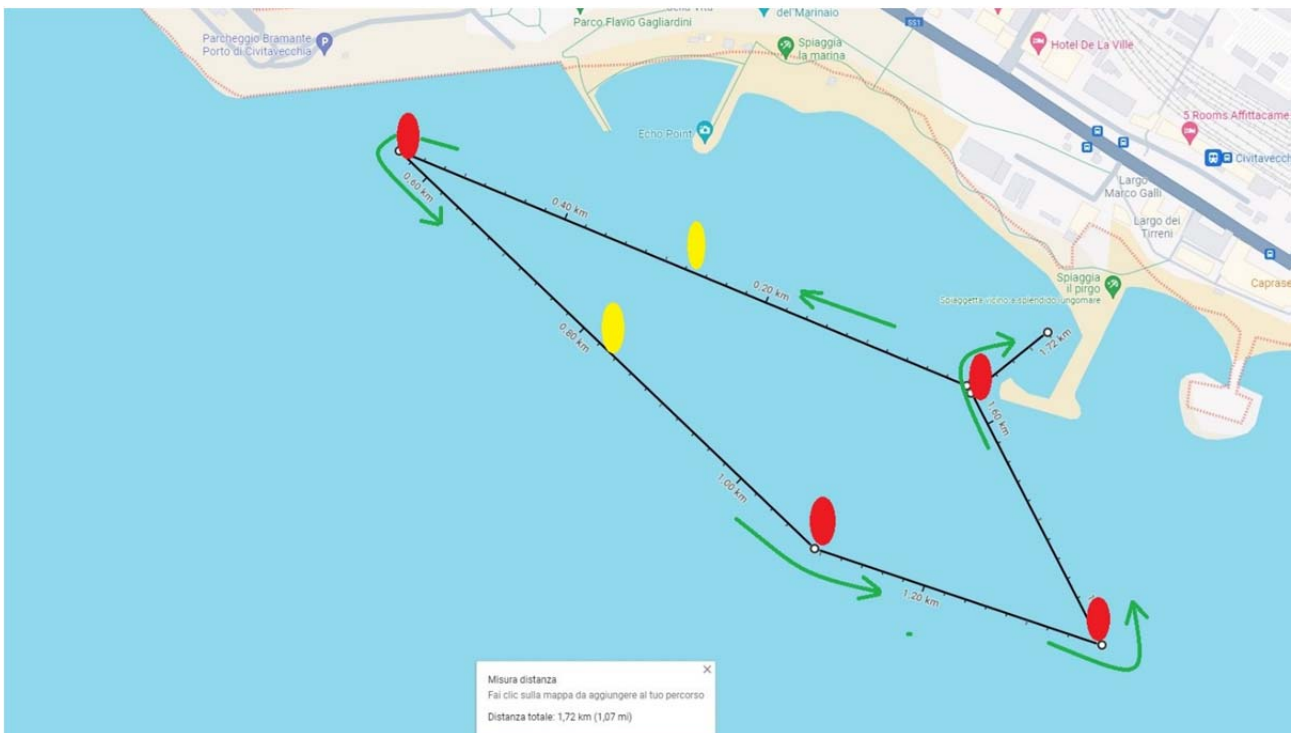 del Marinaio
Parco Flavio Gagliardini
SS1
Parcheggio Bramante
Porto di Civitavecchia
P
Spiaggia
la marina
Hotel De La Ville
Echo Point
5 Rooms Affittacame
Civitavecch
Largo
Marco Galli
Largo dei
Tirreni
0,60 km
0,40 km
0,20 km
Spiaggia
il pirgo
Caprase
0,80 km
1,72 km
1,60 km
1,00 km
1,20 km
Misura distanza
Fai clic sulla mappa da aggiungere al tuo percorso
Distanza totale: 1,72 km (1,07 mi)